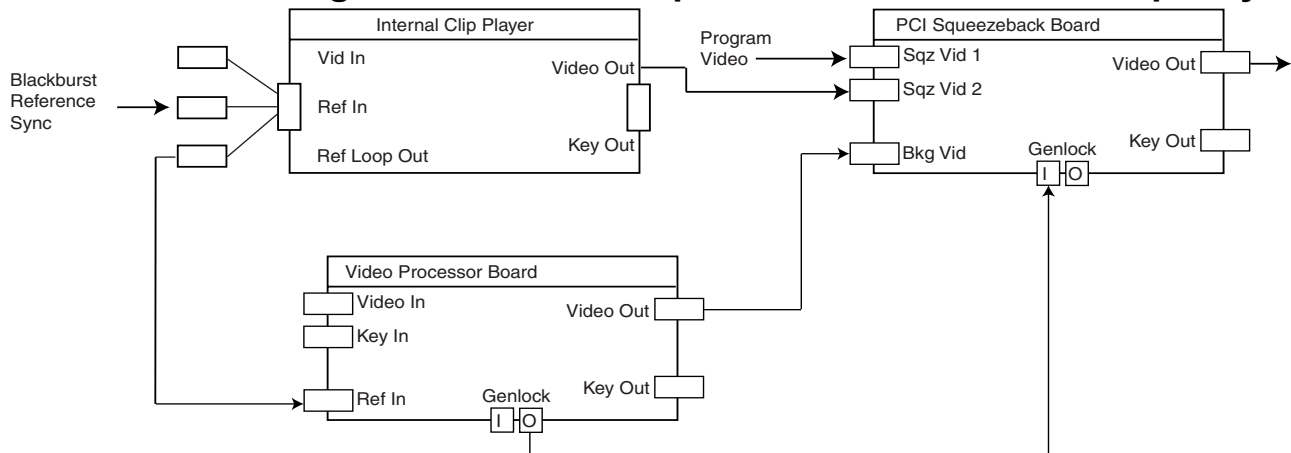 Internal Clip Player
PCI Squeezeback Board
Program
Video
Vid In
Video Out
Sqz Vid 1
Video Out
Blackburst
Reference
Sync
Ref In
Sqz Vid 2
Ref Loop Out
Key Out
Bkg Vid
Genlock
Key Out
I
O
Video Processor Board
Video In
Video Out
Key In
Ref In
Genlock
Key Out
I
O